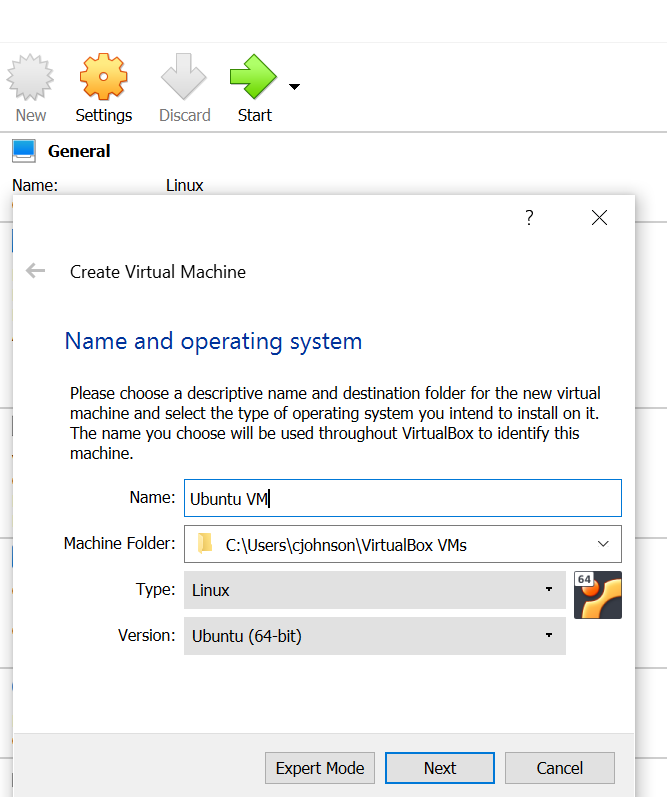 New Settings Discard Start
General
Name: Linux
?
Create Virtual Machine
Name and operating system
Please choose a descriptive name and destination folder for the new virtual
machine and select the type of operating system you intend to install on it.
The name you choose will be used throughout VirtualBox to identify this
machine.
Name: Ubuntu VM
Machine Folder: C:\Users\cjohnson\VirtualBox VMs
Type: Linux
64
Version: Ubuntu (64-bit)
Expert Mode Next Cancel